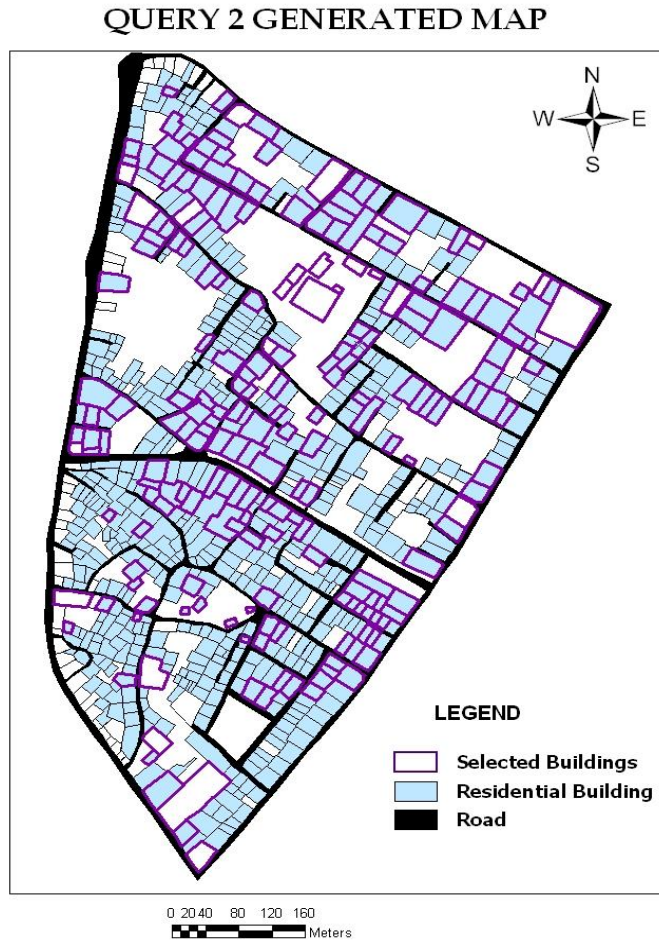 QUERY 2 GENERATED MAP
N
W E
S
LEGEND
Selected Buildings
Residential Building
Road
0 20 40 80 120 160
Meters